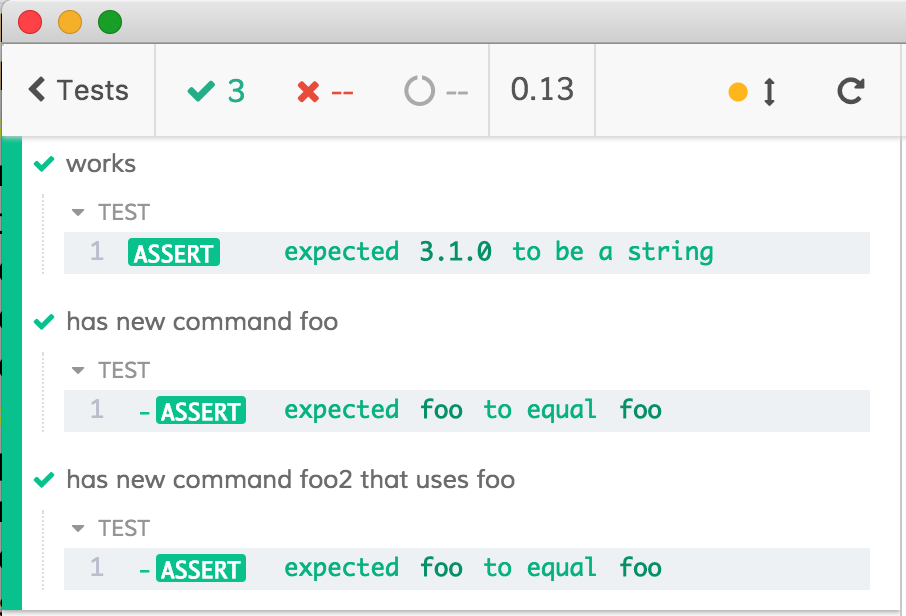 Tests 3 -- -- 0.13
works
TEST
1 ASSERT expected 3.1.0 to be a string
has new command foo
TEST
1 -ASSERT expected foo to equal foo
has new command foo2 that uses foo
TEST
1 -ASSERT expected foo to equal foo